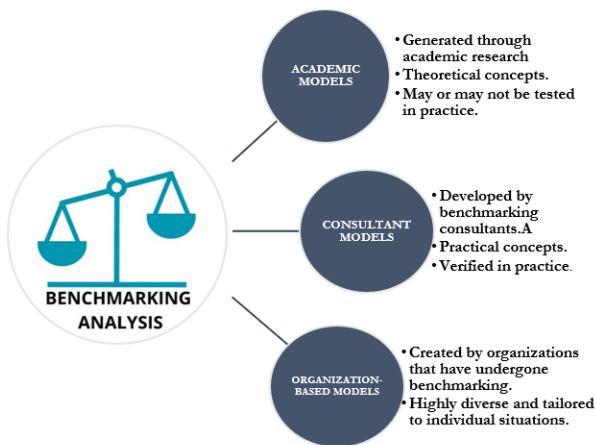 BENCHMARKING
ANALYSIS
ACADEMIC
MODELS
• Generated through
academic research
• Theoretical concepts.
• May or may not be tested
in practice.
CONSULTANT
MODELS
• Developed by
benchmarking
consultants.A
• Practical concepts.
• Verified in practice.
ORGANIZATION-
BASED MODELS
• Created by organizations
that have undergone
benchmarking.
• Highly diverse and tailored
to individual situations.